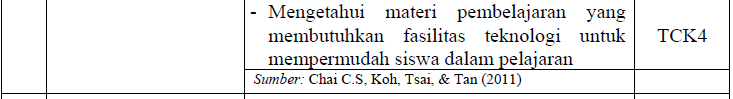 - Mengetahui materi pembelajaran yang
membutuhkan fasilitas teknologi untuk
mempermudah siswa dalam pelajaran
TCK4
Sumber: Chai C.S, Koh, Tsai, & Tan (2011)